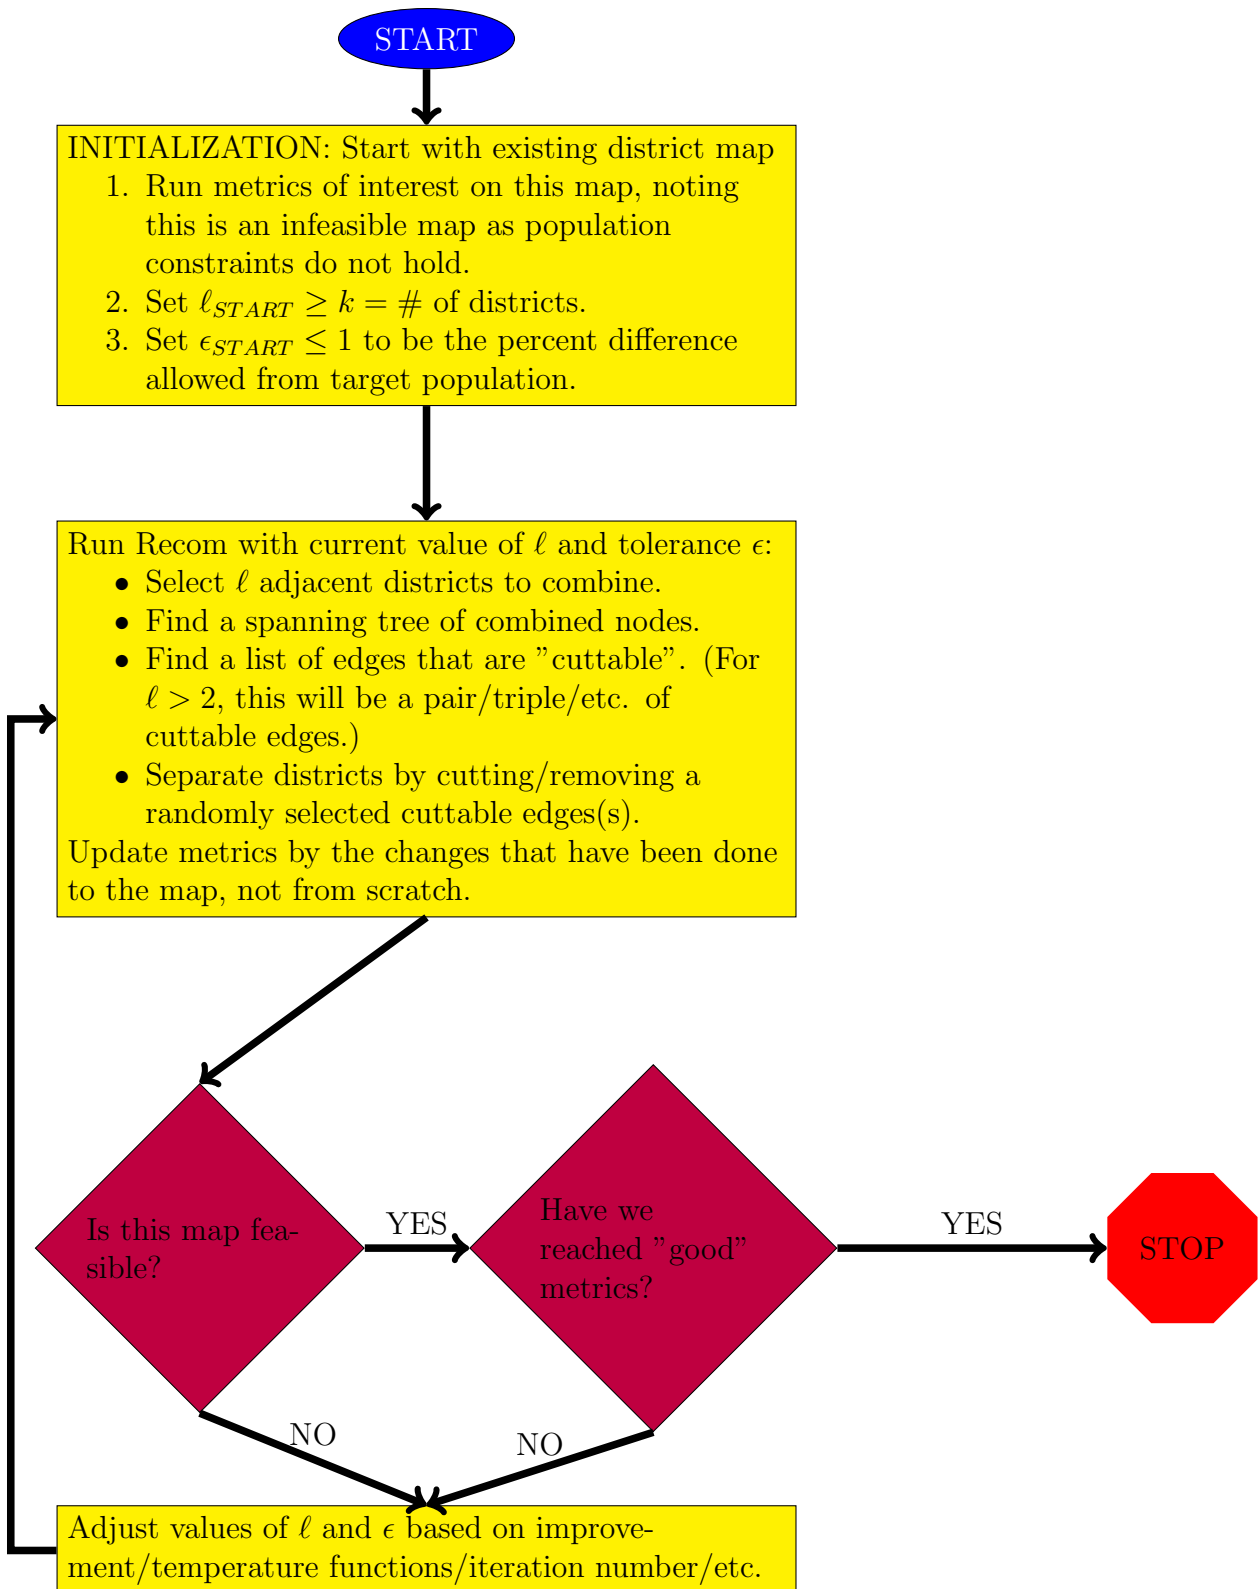 START
INITIALIZATION: Start with existing district map
1. Run metrics of interest on this map, noting
this is an infeasible map as population
constraints do not hold.
2. Set ℓ_START ≥ k = # of districts.
3. Set ϵ_START ≤ 1 to be the percent difference
allowed from target population.
Run Recom with current value of ℓ and tolerance ϵ:
• Select ℓ adjacent districts to combine.
• Find a spanning tree of combined nodes.
• Find a list of edges that are ”cuttable”. (For
ℓ > 2, this will be a pair/triple/etc. of
cuttable edges.)
• Separate districts by cutting/removing a
randomly selected cuttable edges(s).
Update metrics by the changes that have been done
to the map, not from scratch.
Is this map fea-
sible?
YES
Have we
reached ”good”
metrics?
YES
STOP
NO
NO
Adjust values of ℓ and ϵ based on improve-
ment/temperature functions/iteration number/etc.